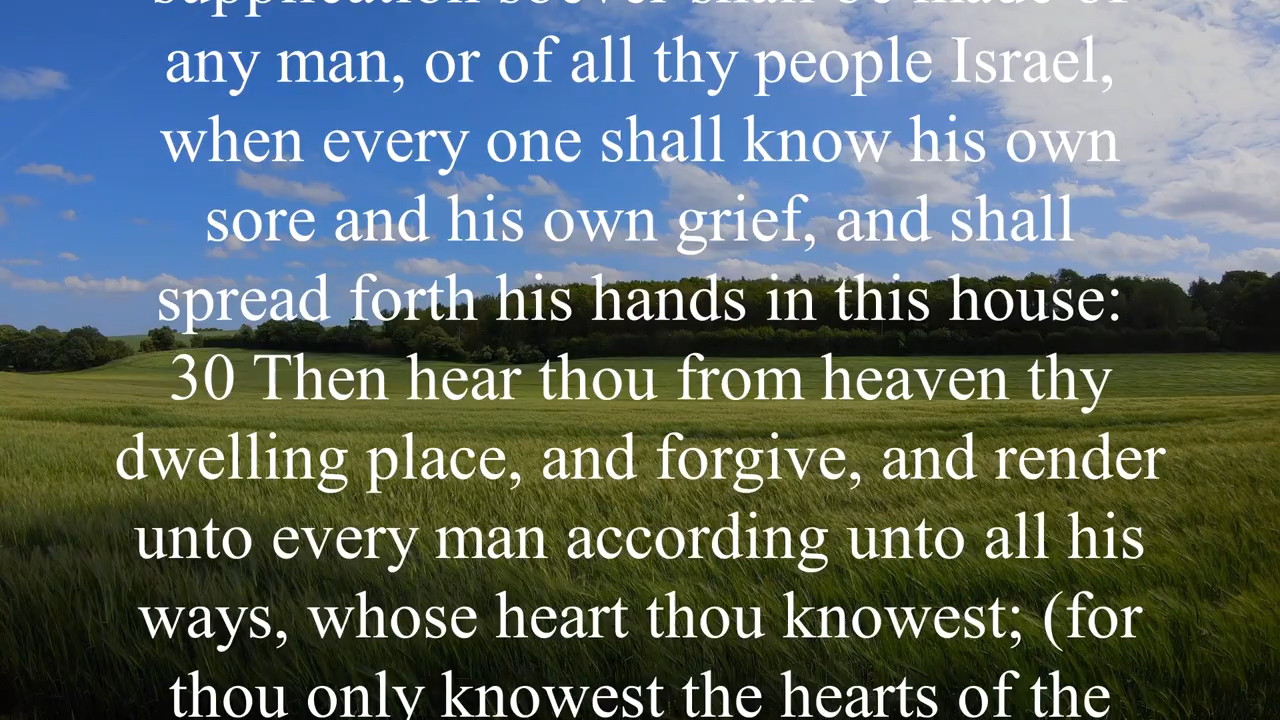 supplication soever shall be made of
any man, or of all thy people Israel,
when every one shall know his own
sore and his own grief, and shall
spread forth his hands in this house:
30 Then hear thou from heaven thy
dwelling place, and forgive, and render
unto every man according unto all his
ways, whose heart thou knowest; (for
thou only knowest the hearts of the